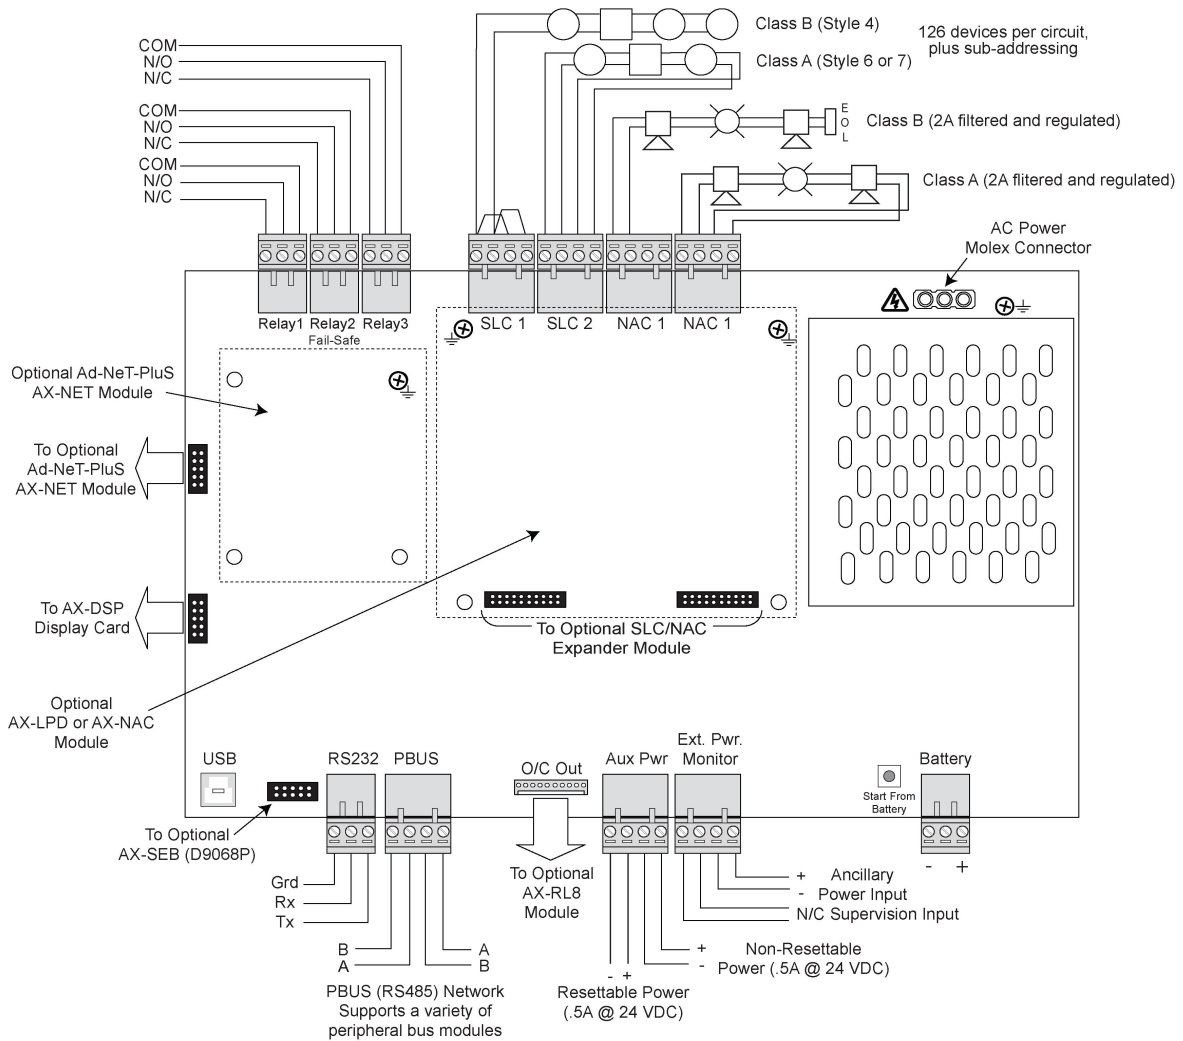 COM
N/O
N/C
COM
N/O
N/C
COM
N/O
N/C
Class B (Style 4)
126 devices per circuit,
plus sub-addressing
Class A (Style 6 or 7)
E
O
L
Class B (2A filtered and regulated)
Class A (2A flitered and regulated)
AC Power
Molex Connector
Relay1
Relay2
Relay3
Fail-Safe
SLC 1
SLC 2
NAC 1
NAC 1
Optional Ad-NeT-PluS
AX-NET Module
To Optional
Ad-NeT-PluS
AX-NET Module
To AX-DSP
Display Card
To Optional SLC/NAC
Expander Module
Optional
AX-LPD or AX-NAC
Module
USB
RS232
PBUS
O/C Out
Aux Pwr
Ext. Pwr.
Monitor
Battery
Start From
Battery
To Optional
AX-SEB (D9068P)
- +
Grd
Rx
Tx
To Optional
AX-RL8
Module
+ Ancillary
- Power Input
N/C Supervision Input
B
A
A
B
+ Non-Resettable
- Power (.5A @ 24 VDC)
- +
Resettable Power
(.5A @ 24 VDC)
PBUS (RS485) Network
Supports a variety of
peripheral bus modules